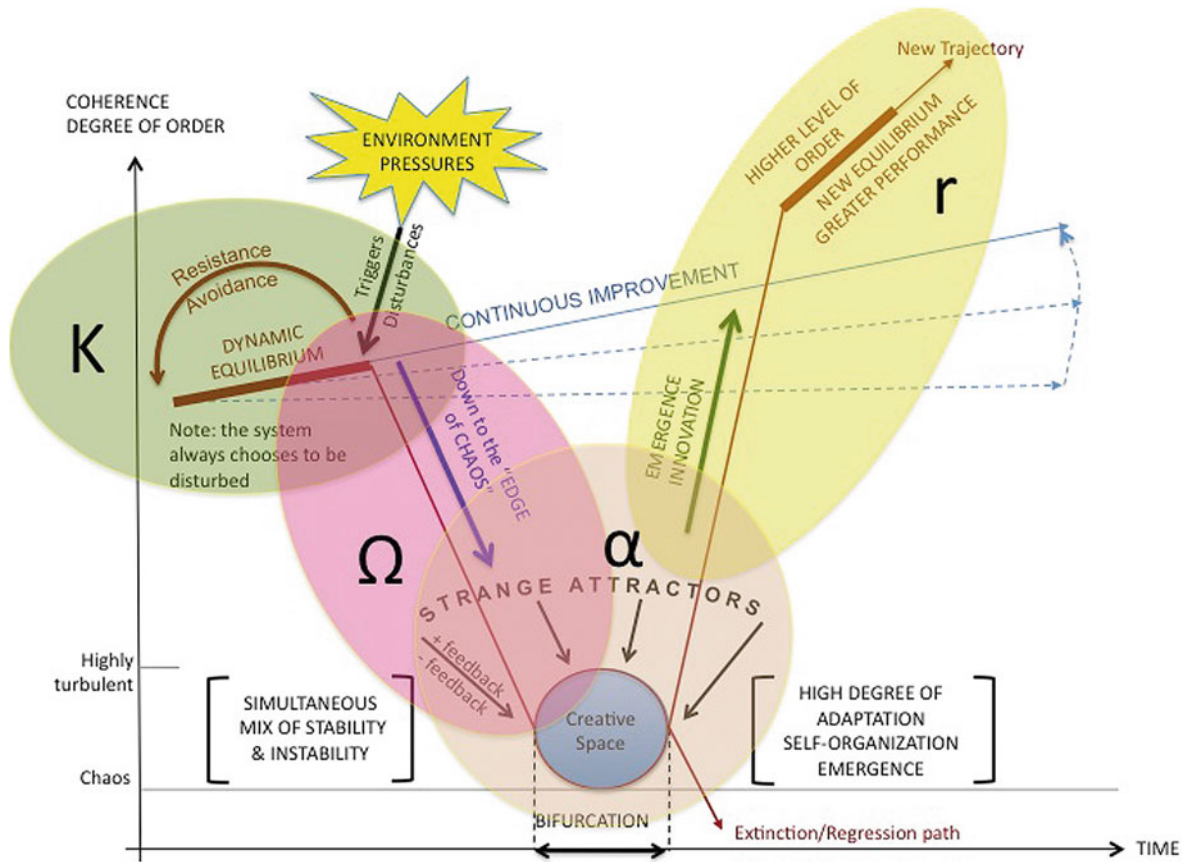 New Trajectory
COHERENCE
DEGREE OF ORDER
ENVIRONMENT
PRESSURES
HIGHER LEVEL OF
ORDER
NEW EQUILIBRIUM
GREATER PERFORMANCE
r
Triggers
Disturbances
Resistance
Avoidance
CONTINUOUS IMPROVEMENT
K
DYNAMIC
EQUILIBRIUM
Note: the system
always chooses to be
disturbed
Down to the "EDGE
of CHAOS"
EMERGENCE
INNOVATION
Ω
α
STRANGE ATTRACTORS
+ feedback
- feedback
Highly
turbulent
SIMULTANEOUS
MIX OF STABILITY
& INSTABILITY
Creative
Space
HIGH DEGREE OF
ADAPTATION
SELF-ORGANIZATION
EMERGENCE
Chaos
BIFURCATION
Extinction/Regression path
TIME